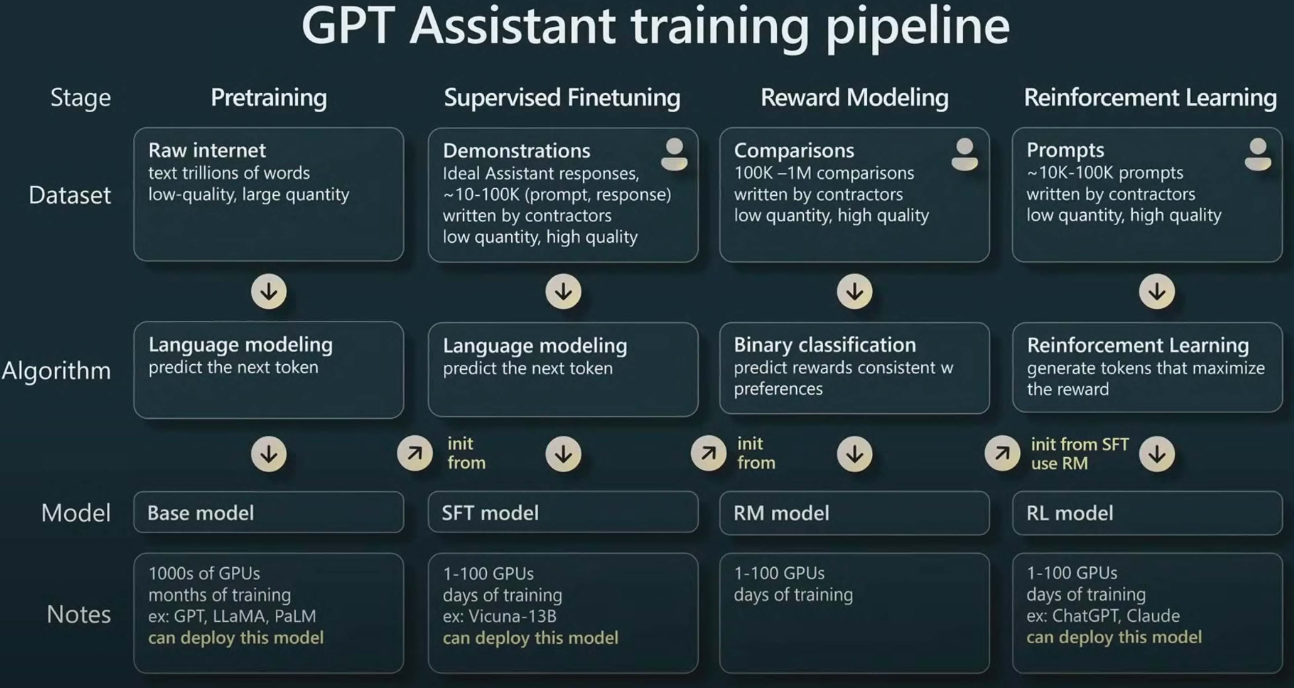 GPT Assistant training pipeline
Stage
Pretraining
Supervised Finetuning
Reward Modeling
Reinforcement Learning
Dataset
Raw internet
text trillions of words
low-quality, large quantity
Demonstrations
Ideal Assistant responses,
~10-100K (prompt, response)
written by contractors
low quantity, high quality
Comparisons
100K –1M comparisons
written by contractors
low quantity, high quality
Prompts
~10K-100K prompts
written by contractors
low quantity, high quality
Algorithm
Language modeling
predict the next token
Language modeling
predict the next token
Binary classification
predict rewards consistent w
preferences
Reinforcement Learning
generate tokens that maximize
the reward
init
from
init
from
init from SFT
use RM
Model
Base model
SFT model
RM model
RL model
Notes
1000s of GPUs
months of training
ex: GPT, LLaMA, PaLM
can deploy this model
1-100 GPUs
days of training
ex: Vicuna-13B
can deploy this model
1-100 GPUs
days of training
1-100 GPUs
days of training
ex: ChatGPT, Claude
can deploy this model